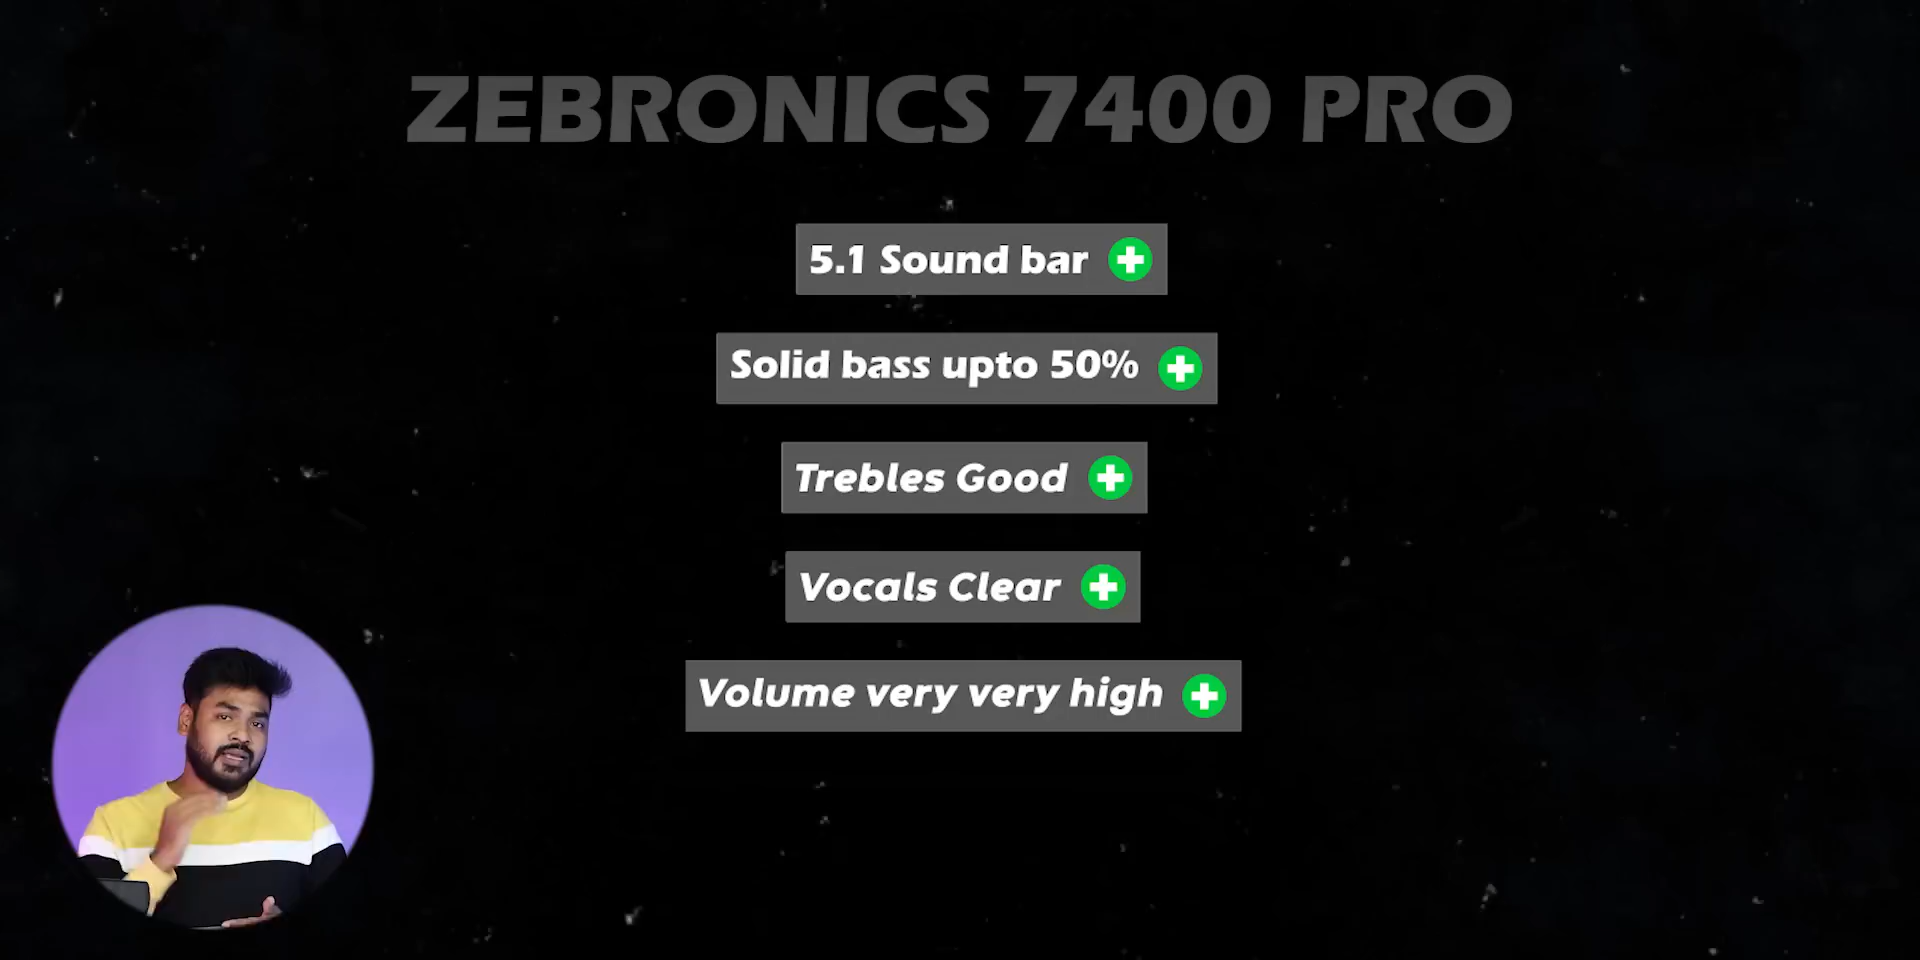 ZEBRONICS 7400 PRO
5.1 Sound bar
Solid bass upto 50%
Trebles Good
Vocals Clear
Volume very very high